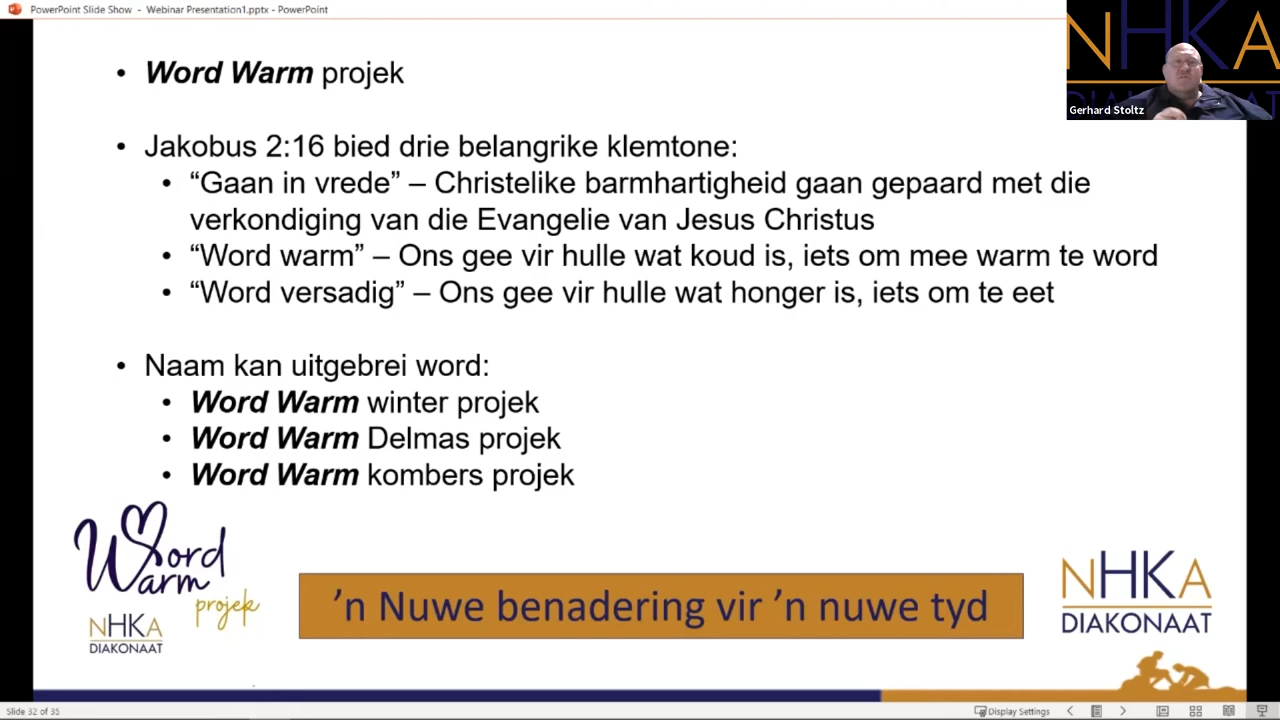 PowerPoint Slide Show - Webinar Presentation1.pptx - PowerPoint
NHKA
DIAKONAAT
Gerhard Stoltz
• Word Warm projek
• Jakobus 2:16 bied drie belangrike klemtone:
• “Gaan in vrede” – Christelike barmhartigheid gaan gepaard met die
verkondiging van die Evangelie van Jesus Christus
• “Word warm” – Ons gee vir hulle wat koud is, iets om mee warm te word
• “Word versadig” – Ons gee vir hulle wat honger is, iets om te eet
• Naam kan uitgebrei word:
• Word Warm winter projek
• Word Warm Delmas projek
• Word Warm kombers projek
Word
Warm
projek
NHKA
DIAKONAAT
’n Nuwe benadering vir ’n nuwe tyd
NHKA
DIAKONAAT
Slide 32 of 35
Display Settings